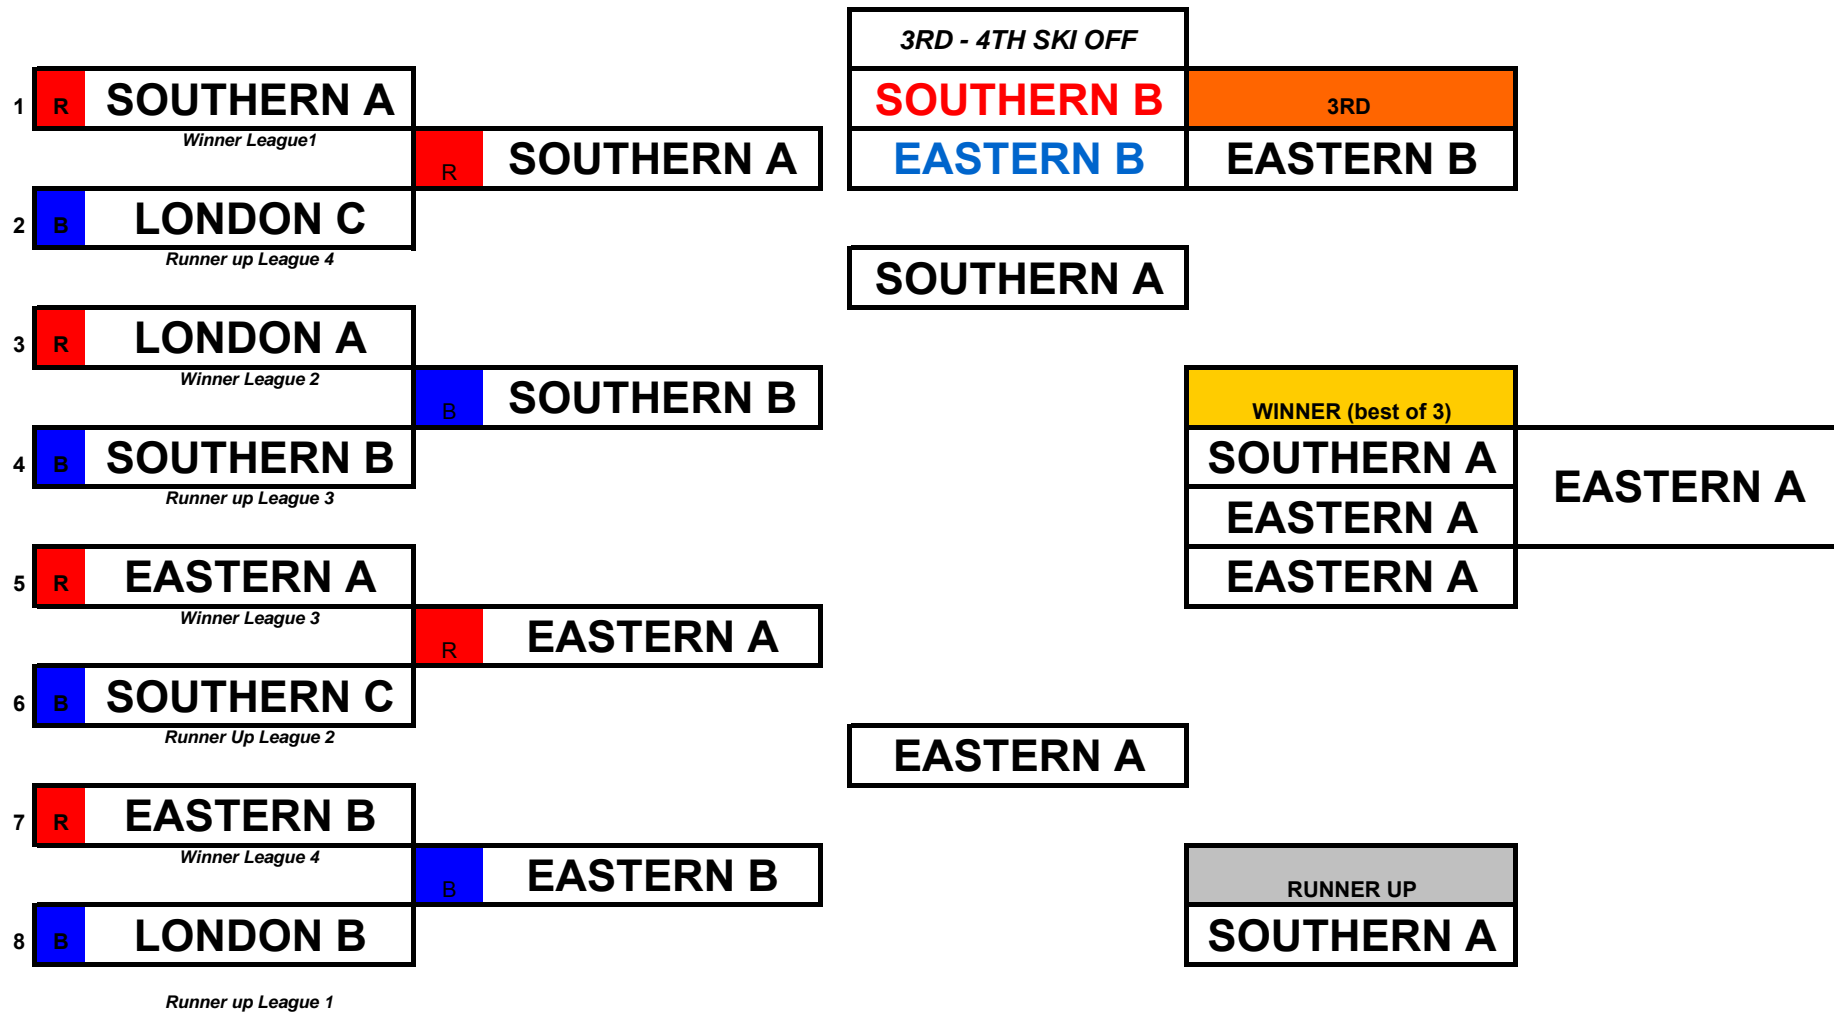 3RD - 4TH SKI OFF
1 R SOUTHERN A SOUTHERN B 3RD
Winner League1
R SOUTHERN A EASTERN B EASTERN B
2 B LONDON C
Runner up League 4
SOUTHERN A
3 R LONDON A
Winner League 2
B SOUTHERN B WINNER (best of 3)
4 B SOUTHERN B SOUTHERN A
EASTERN A
Runner up League 3
EASTERN A
5 R EASTERN A EASTERN A
Winner League 3
R EASTERN A
6 B SOUTHERN C
Runner Up League 2
EASTERN A
7 R EASTERN B
Winner League 4
B EASTERN B RUNNER UP
8 B LONDON B SOUTHERN A
Runner up League 1